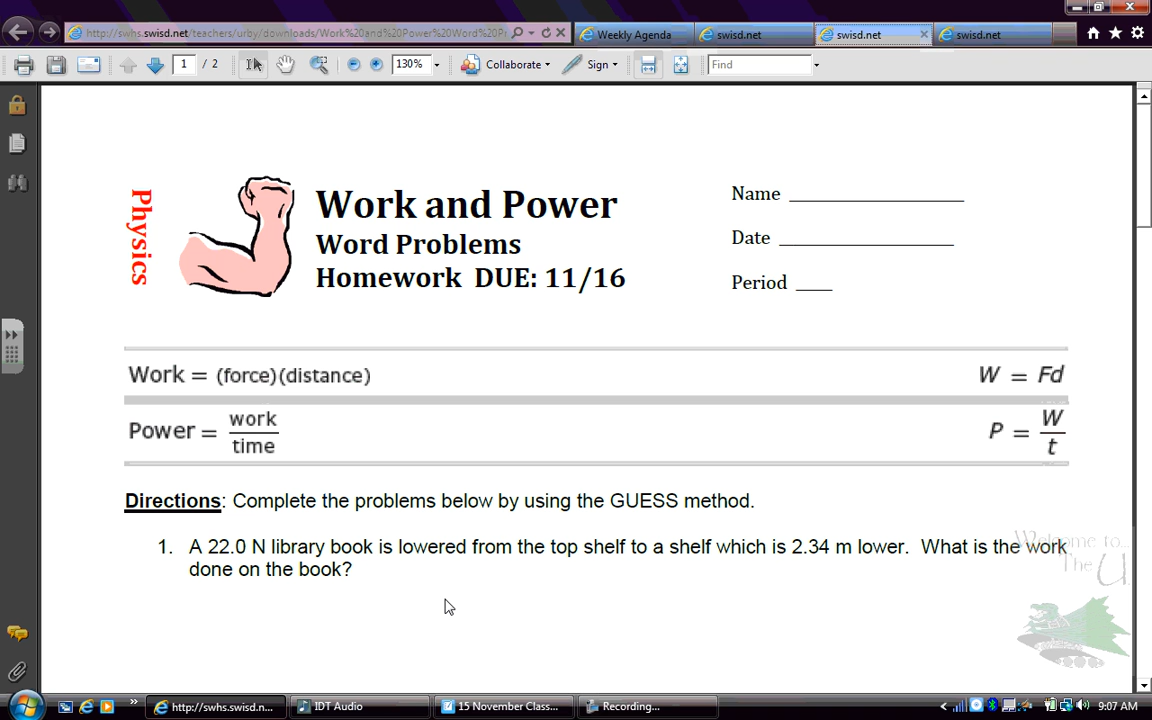 http://swhs.swisd.net/teachers/urby/downloads/Work%20and%20Power%20Word%20P
Weekly Agenda
swisd.net
swisd.net
swisd.net
1 / 2
130%
Collaborate
Sign
Find
Physics
Work and Power
Word Problems
Homework DUE: 11/16
Name
Date
Period
Work = (force)(distance)
W = Fd
Power = work
time
P = W
t
Directions: Complete the problems below by using the GUESS method.
1. A 22.0 N library book is lowered from the top shelf to a shelf which is 2.34 m lower. What is the work
done on the book?
Welcome to...
The U
http://swhs.swisd.n...
IDT Audio
15 November Class...
Recording...
9:07 AM